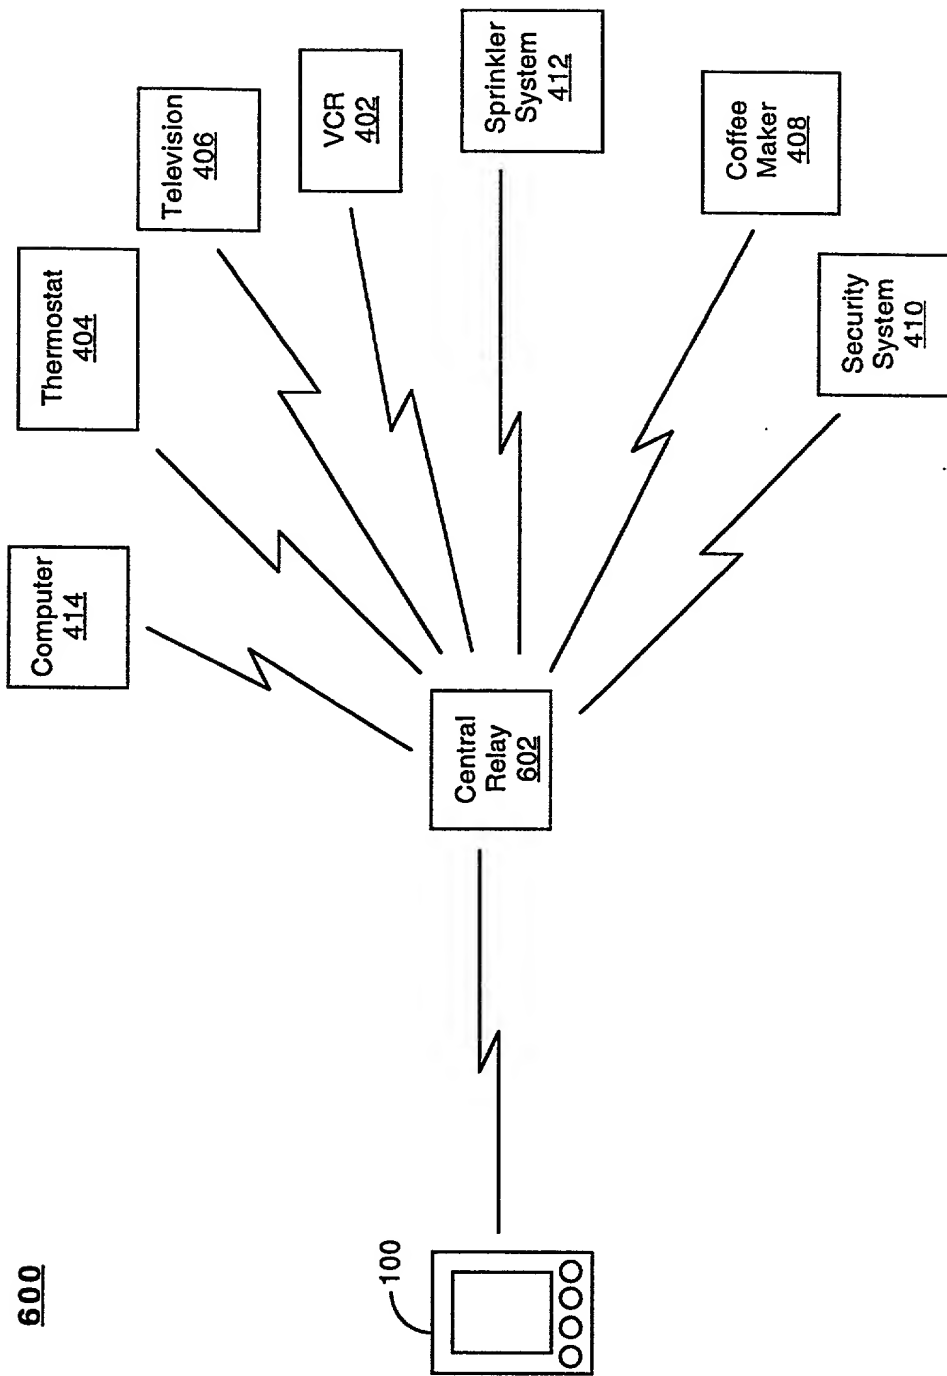 600
100
Central
Relay
602
Computer
414
Thermostat
404
Television
406
VCR
402
Sprinkler
System
412
Coffee
Maker
408
Security
System
410